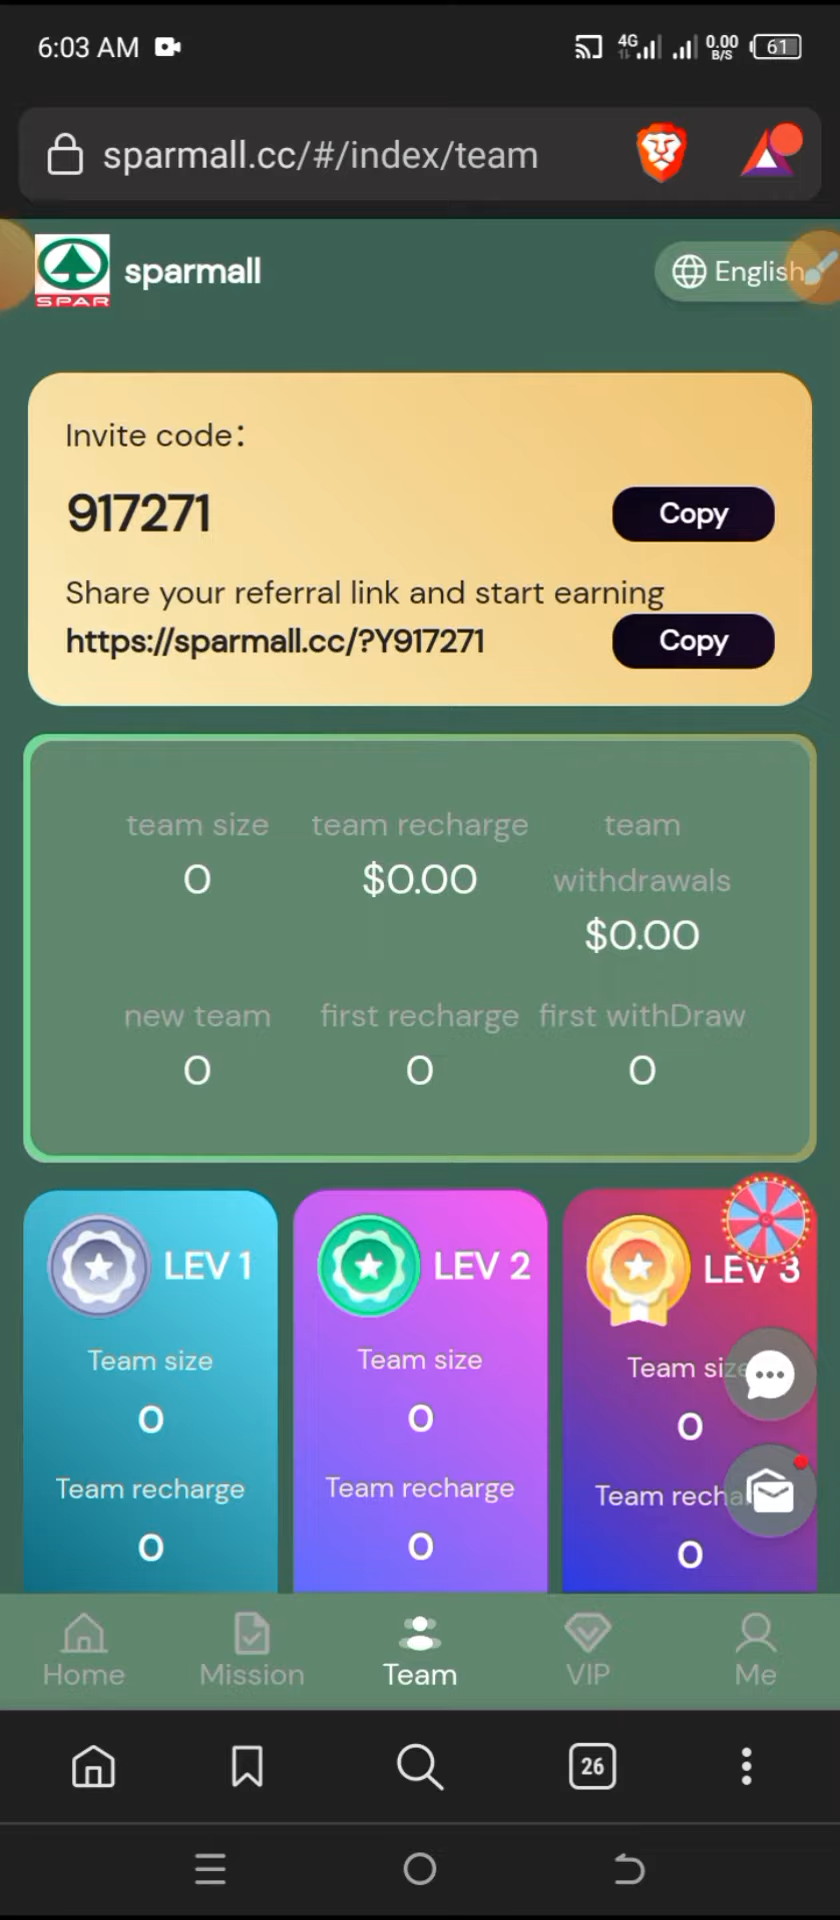 6:03 AM 4G 0.00 B/S 61
sparmall.cc/#/index/team
SPAR sparmall English
Invite code:
917271 Copy
Share your referral link and start earning
https://sparmall.cc/?Y917271 Copy
team size team recharge team withdrawals
0 $0.00 $0.00
new team first recharge first withDraw
0 0 0
LEV 1 LEV 2 LEV 3
Team size Team size Team size
0 0 0
Team recharge Team recharge Team recha
0 0 0
Home Mission Team VIP Me
26